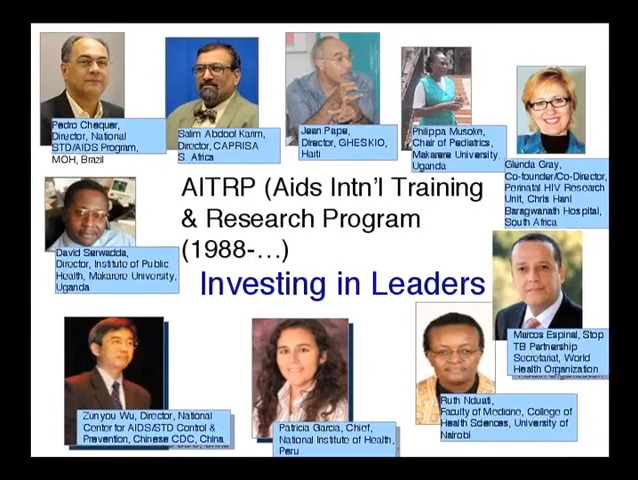 Pedro Chequer,
Director, National
STD/AIDS Program,
MOH, Brazil
Salim Abdool Karim,
Director, CAPRISA
S. Africa
Jean Pape,
Director, GHESKIO,
Haiti
Philippa Musoke,
Chair of Pediatrics,
Makarere University,
Uganda
Glenda Gray,
Co-founder/Co-Director,
Perinatal HIV Research
Unit, Chris Hani
Baragwanath Hospital,
South Africa
AITRP (Aids Intn'l Training
& Research Program
(1988-…)
Investing in Leaders
David Serwadda,
Director, Institute of Public
Health, Makarere University,
Uganda
Marcos Espinal, Stop
TB Partnership
Secretariat, World
Health Organization
Zunyou Wu, Director, National
Center for AIDS/STD Control &
Prevention, Chinese CDC, China
Patricia Garcia, Chief,
National Institute of Health,
Peru
Ruth Nduati,
Faculty of Medicine, College of
Health Sciences, University of
Nairobi